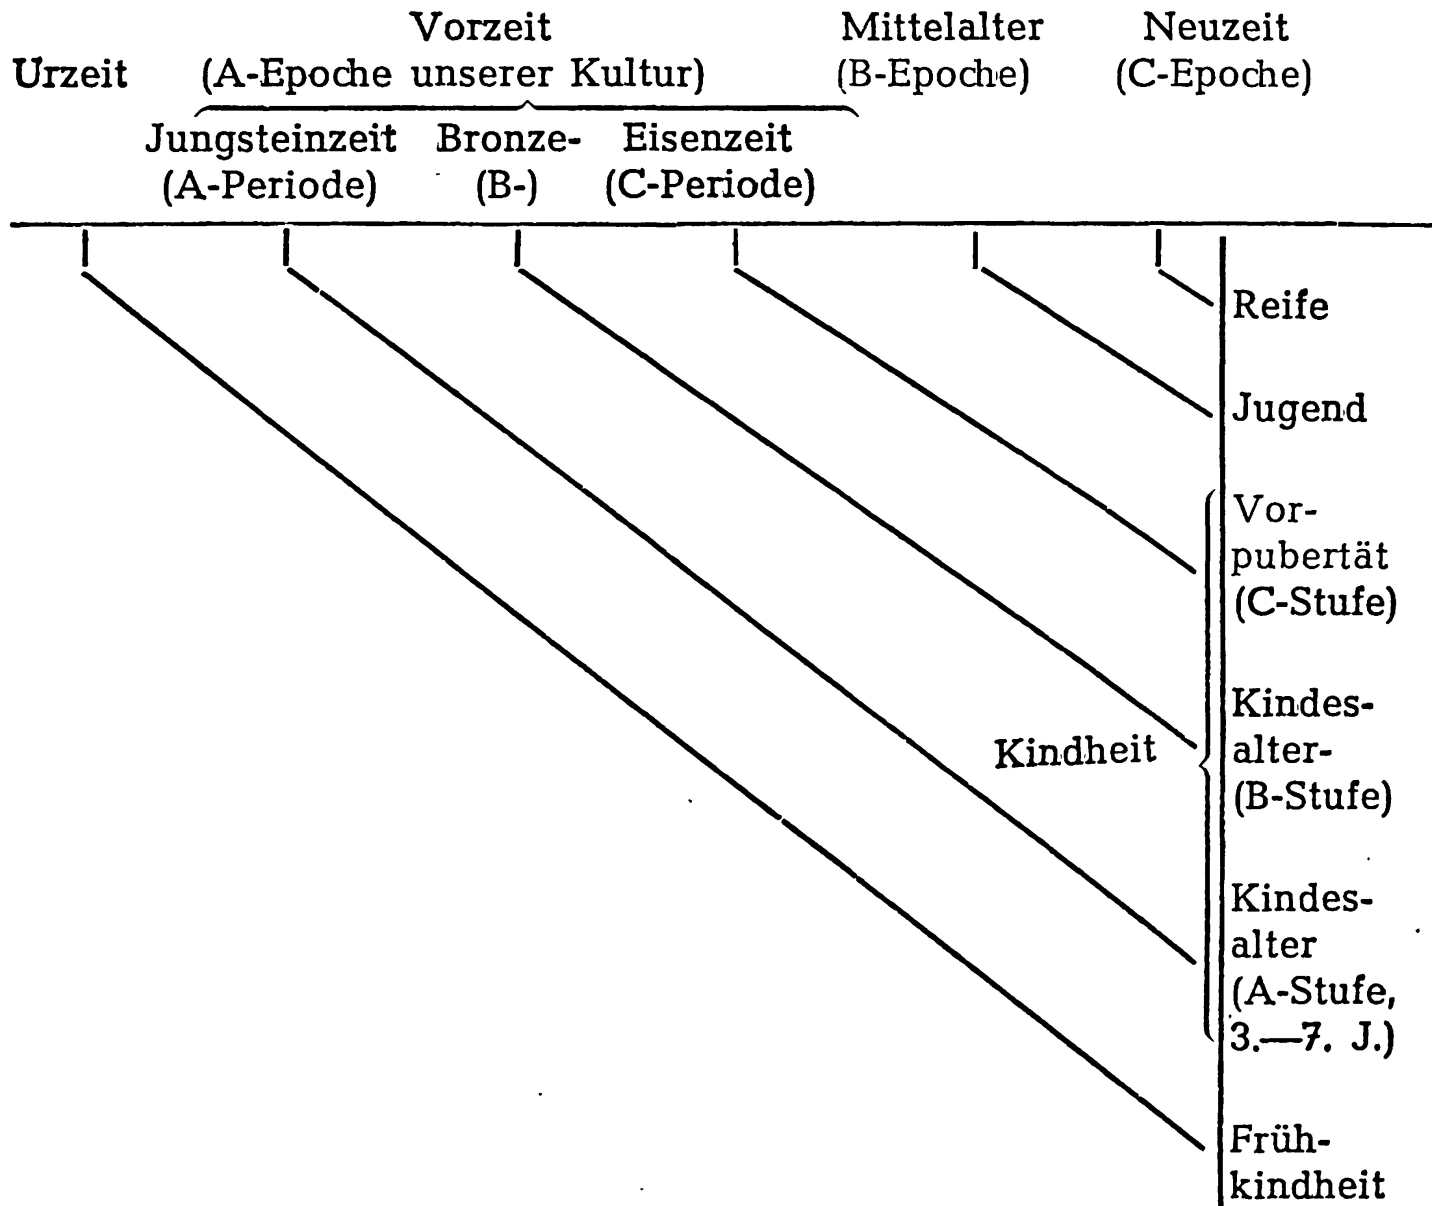 Vorzeit Mittelalter Neuzeit
Urzeit (A-Epoche unserer Kultur) (B-Epoche) (C-Epoche)
Jungsteinzeit Bronze- Eisenzeit
(A-Periode) (B-) (C-Periode)
Reife
Jugend
Vor-
pubertät
(C-Stufe)
Kindes-
Kindheit alter-
(B-Stufe)
Kindes-
alter
(A-Stufe,
3.—7. J.)
Früh-
kindheit